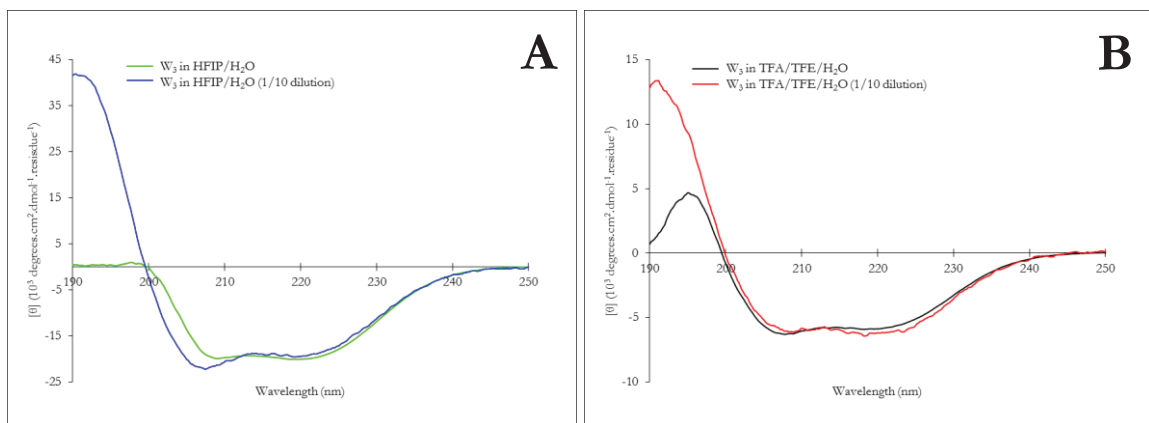 A
W₃ in HFIP/H₂O
W₃ in HFIP/H₂O (1/10 dilution)
45
35
25
15
5
-5
-15
-25
190 200 210 220 230 240 250
[θ] (10³ degrees.cm².dmol⁻¹.resisdue⁻¹)
Wavelength (nm)
B
W₃ in TFA/TFE/H₂O
W₃ in TFA/TFE/H₂O (1/10 dilution)
15
10
5
0
-5
-10
190 200 210 220 230 240 250
[θ] (10³ degrees.cm².dmol⁻¹.resisdue⁻¹)
Wavelength (nm)